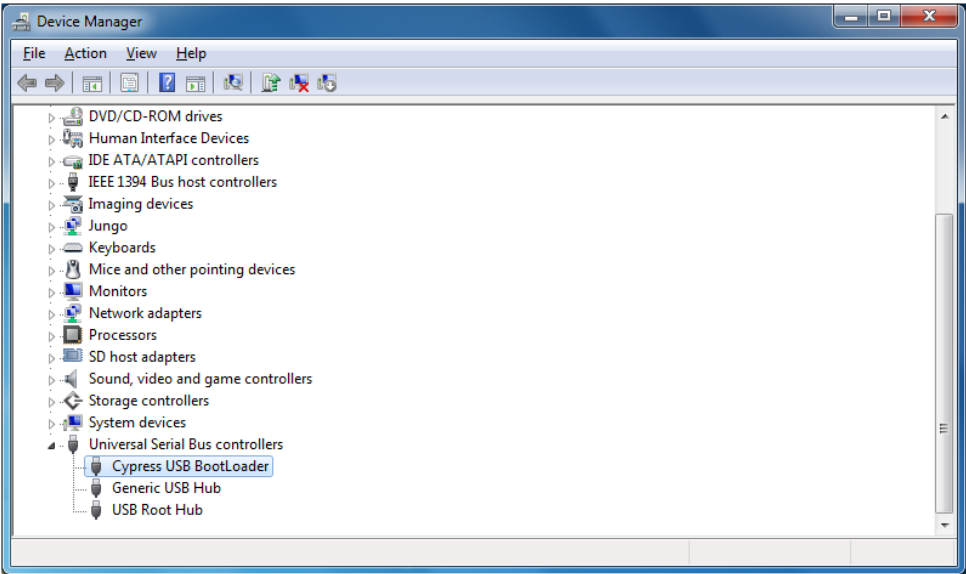 Device Manager
File Action View Help
DVD/CD-ROM drives
Human Interface Devices
IDE ATA/ATAPI controllers
IEEE 1394 Bus host controllers
Imaging devices
Jungo
Keyboards
Mice and other pointing devices
Monitors
Network adapters
Processors
SD host adapters
Sound, video and game controllers
Storage controllers
System devices
Universal Serial Bus controllers
Cypress USB BootLoader
Generic USB Hub
USB Root Hub